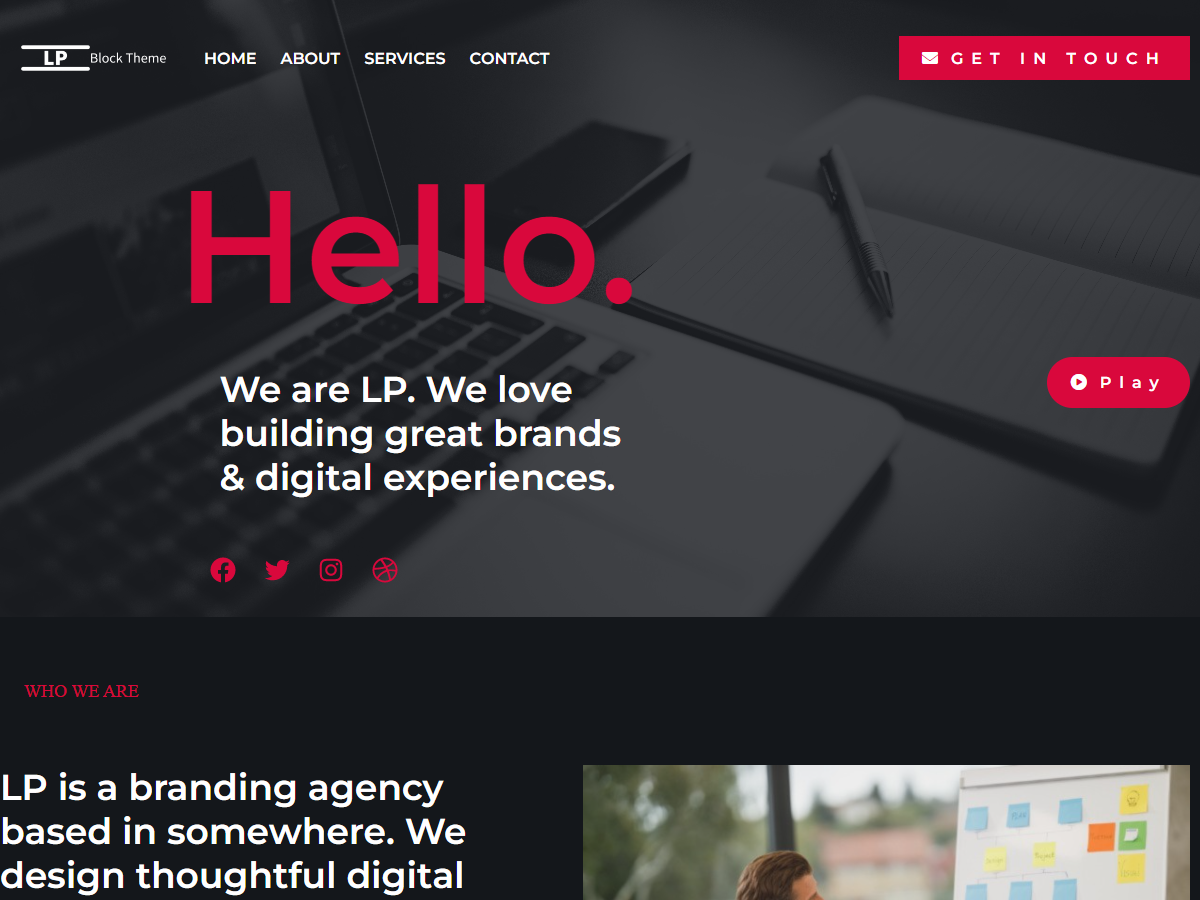 LP Block Theme
HOME ABOUT SERVICES CONTACT
GET IN TOUCH
Hello.
Play
We are LP. We love
building great brands
& digital experiences.
WHO WE ARE
LP is a branding agency
based in somewhere. We
design thoughtful digital